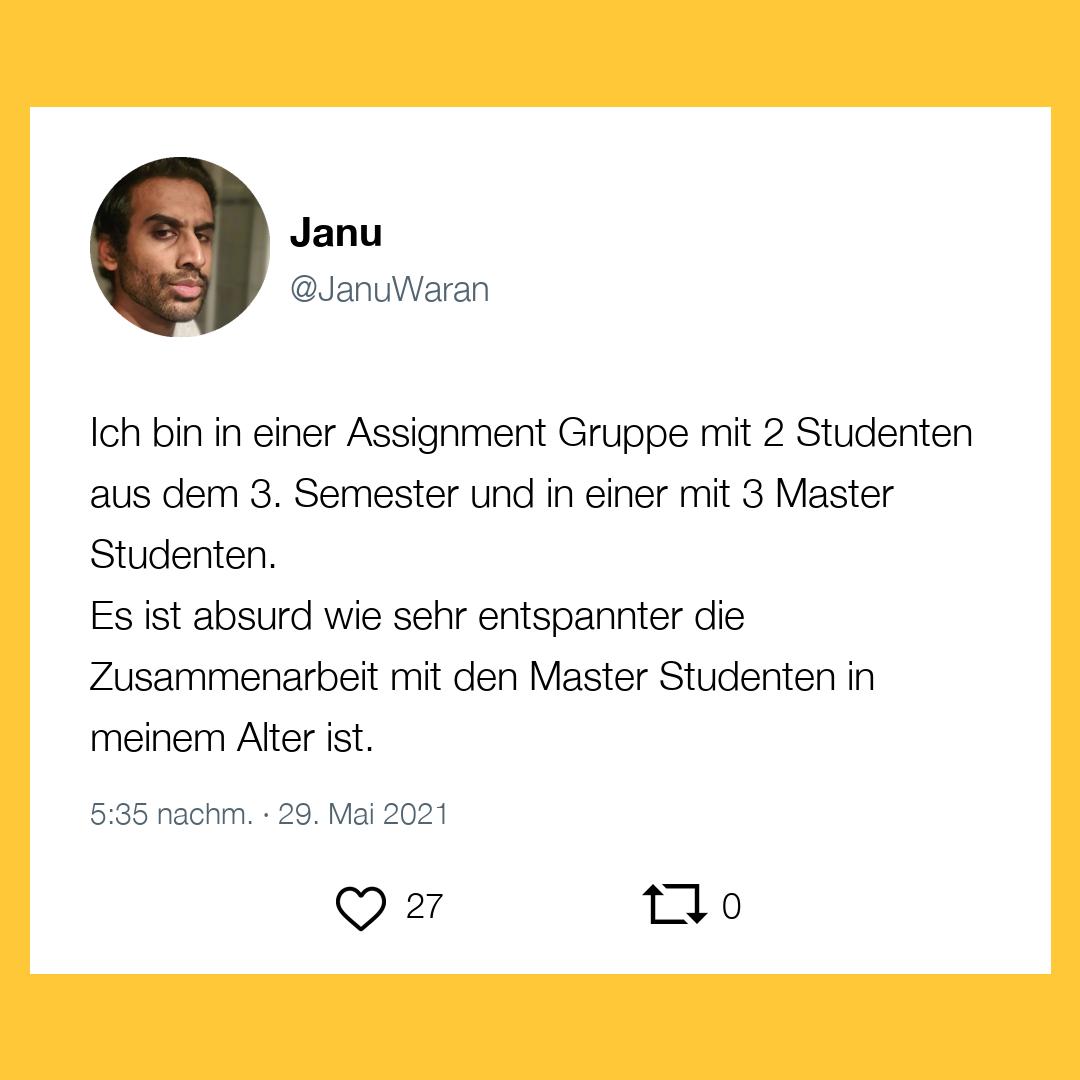 Janu
@JanuWaran
Ich bin in einer Assignment Gruppe mit 2 Studenten
aus dem 3. Semester und in einer mit 3 Master
Studenten.
Es ist absurd wie sehr entspannter die
Zusammenarbeit mit den Master Studenten in
meinem Alter ist.
5:35 nachm. · 29. Mai 2021
27 0